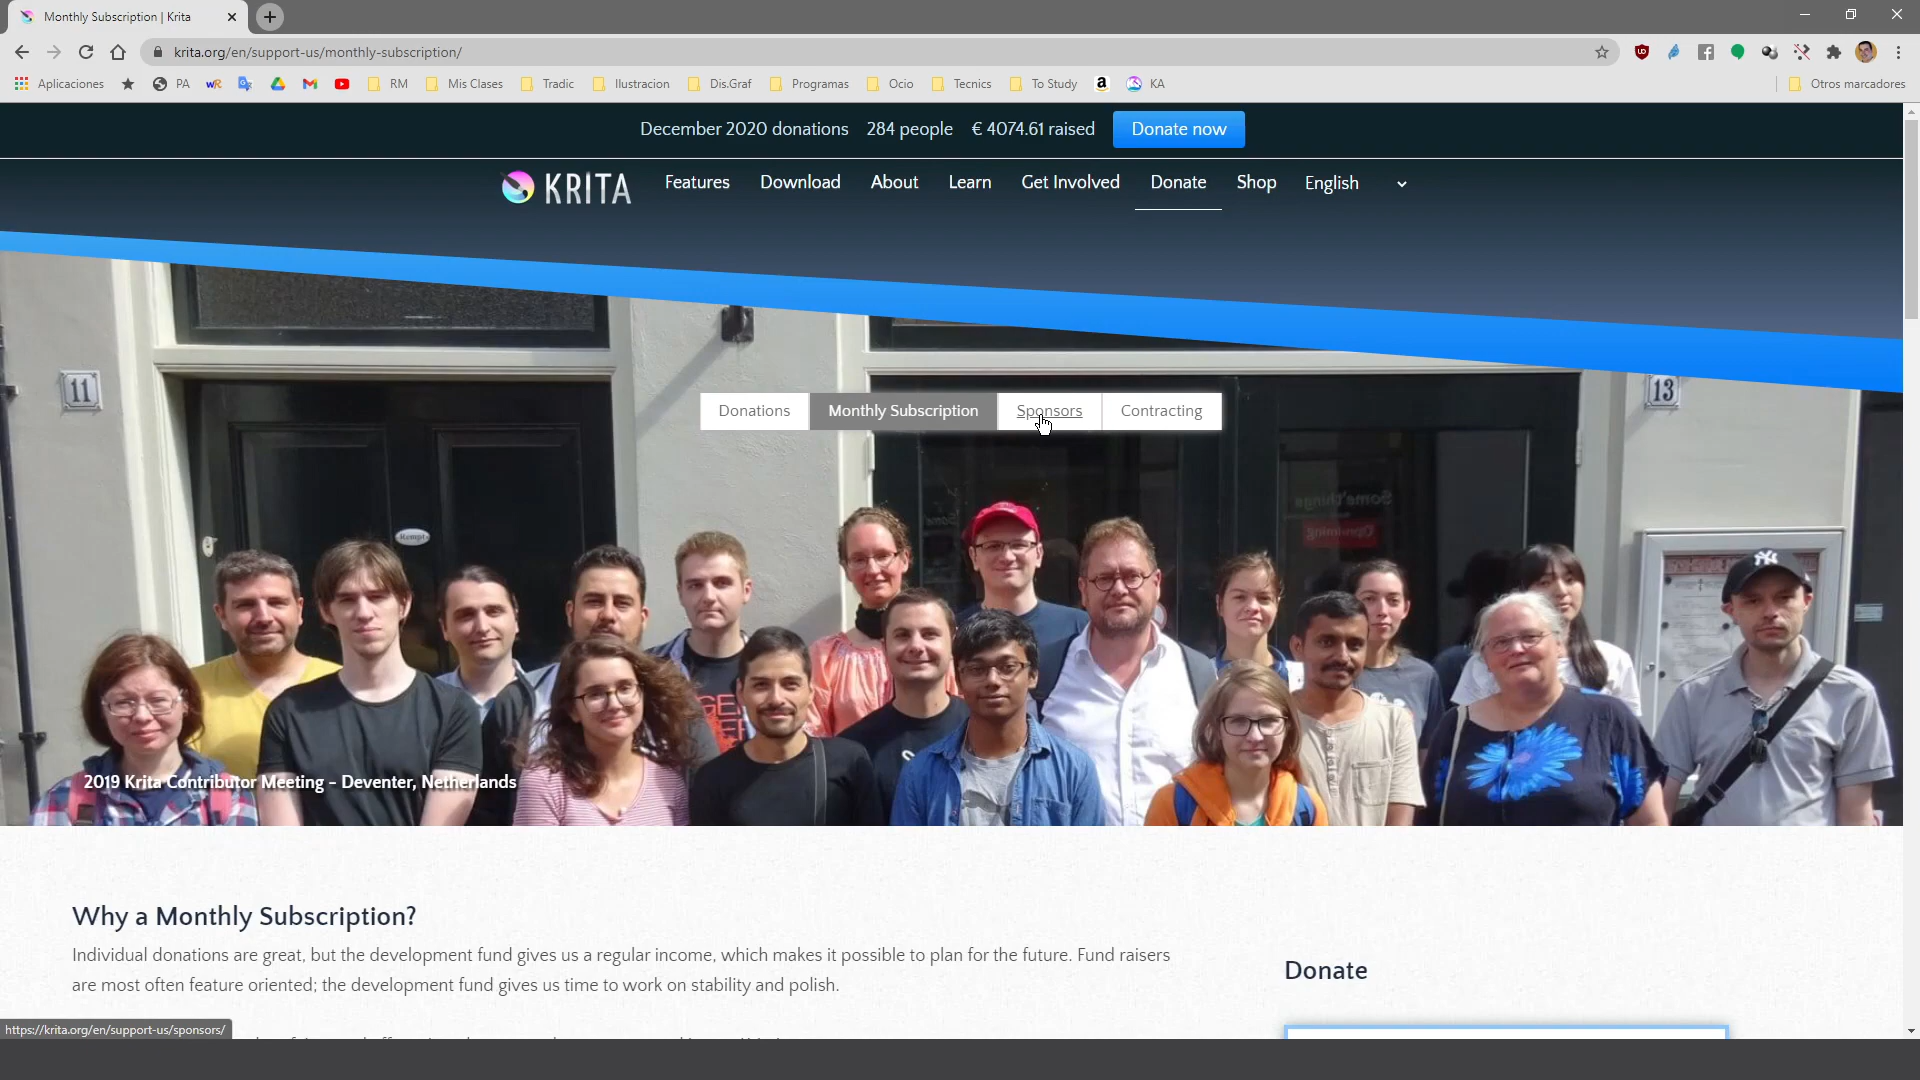 Monthly Subscription | Krita
krita.org/en/support-us/monthly-subscription/
Aplicaciones PA RM Mis Clases Tradic Ilustracion Dis.Graf Programas Ocio Tecnics To Study KA Otros marcadores
December 2020 donations 284 people € 4074.61 raised Donate now
KRITA Features Download About Learn Get Involved Donate Shop English
11
13
Donations Monthly Subscription Sponsors Contracting
2019 Krita Contributor Meeting - Deventer, Netherlands
Why a Monthly Subscription?
Individual donations are great, but the development fund gives us a regular income, which makes it possible to plan for the future. Fund raisers
are most often feature oriented; the development fund gives us time to work on stability and polish.
Donate
https://krita.org/en/support-us/sponsors/